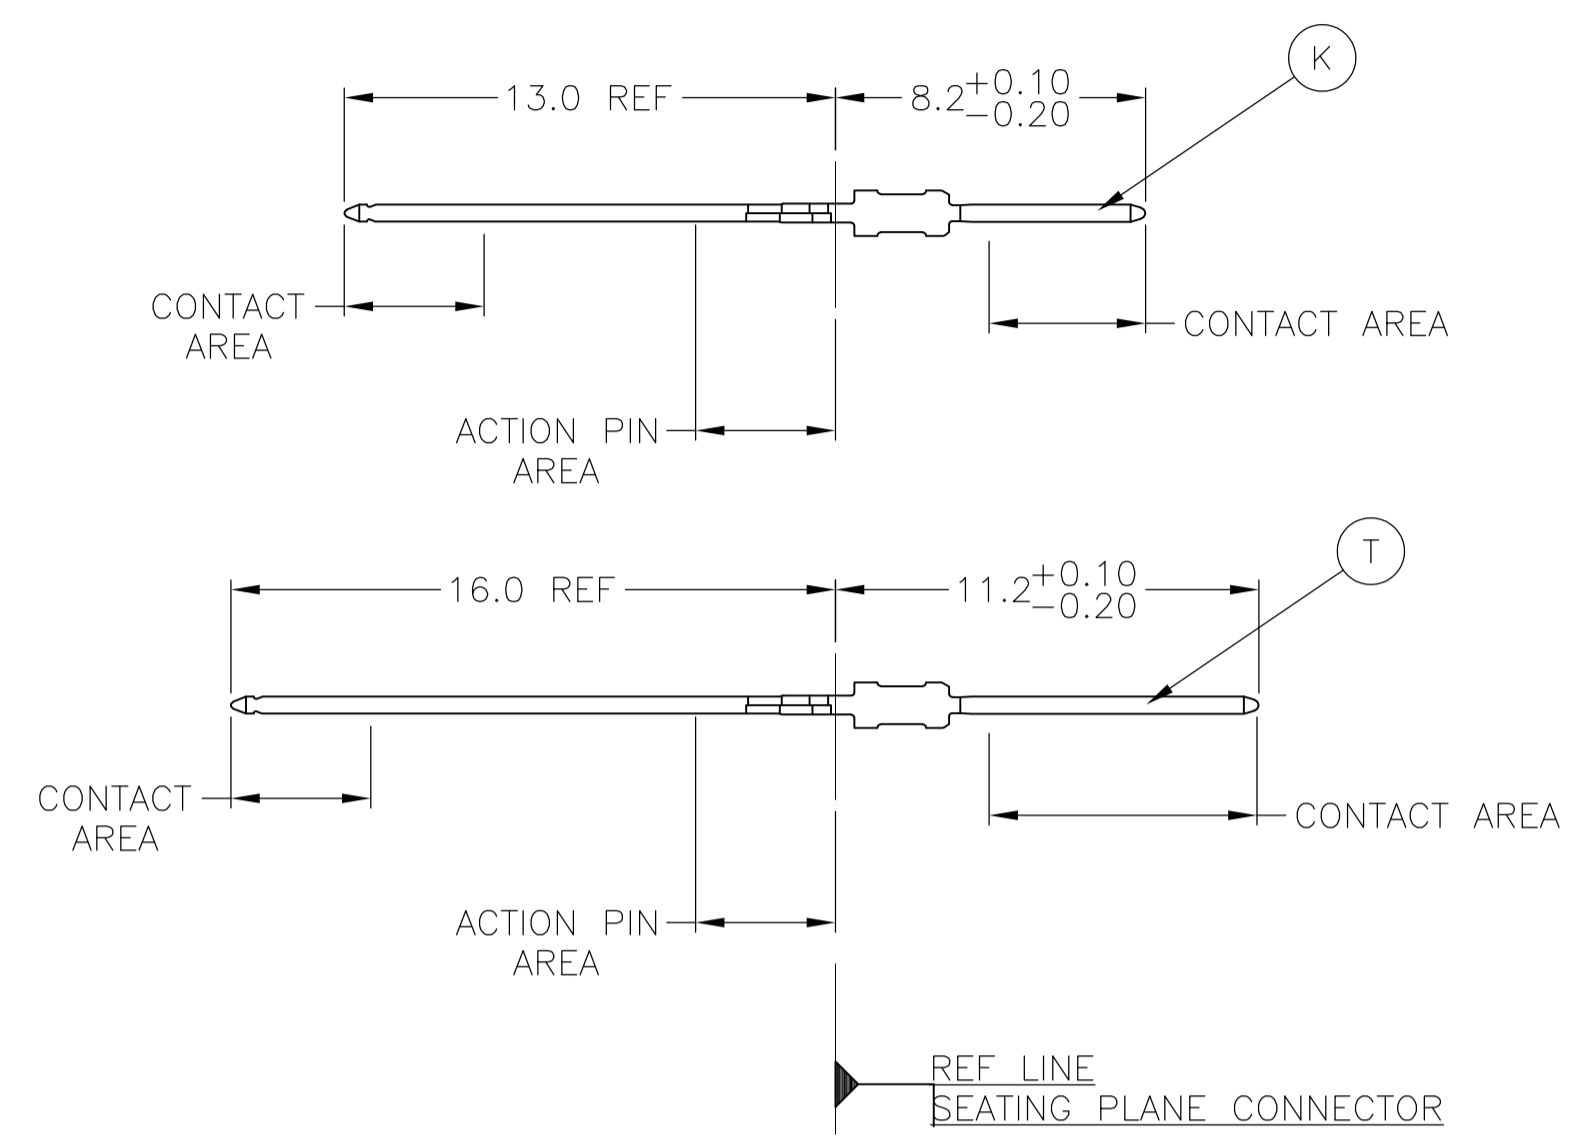 K
13.0 REF
8.2 +0.10
-0.20
CONTACT
AREA
CONTACT AREA
ACTION PIN
AREA
T
16.0 REF
11.2 +0.10
-0.20
CONTACT
AREA
CONTACT AREA
ACTION PIN
AREA
REF LINE
SEATING PLANE CONNECTOR